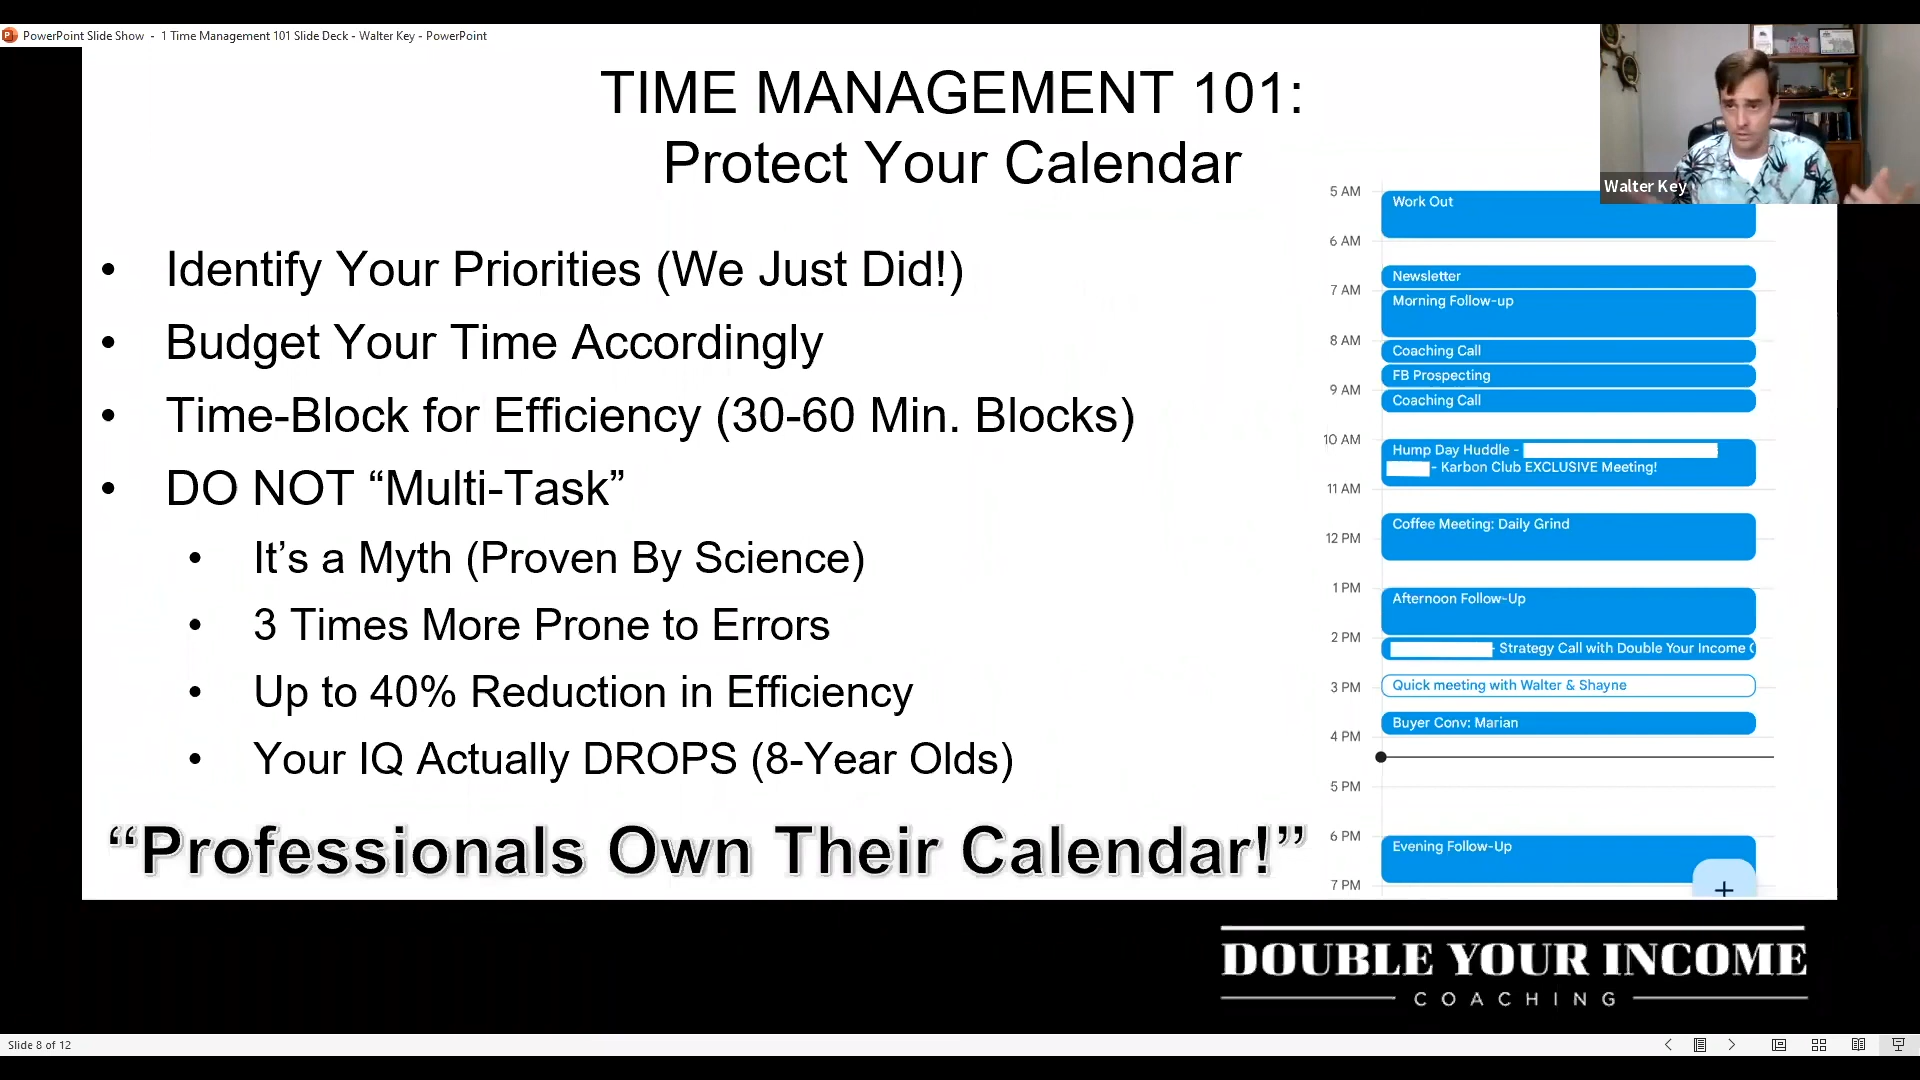 PowerPoint Slide Show - 1 Time Management 101 Slide Deck - Walter Key - PowerPoint
TIME MANAGEMENT 101:
Protect Your Calendar
Walter Key
• Identify Your Priorities (We Just Did!)
• Budget Your Time Accordingly
• Time-Block for Efficiency (30-60 Min. Blocks)
• DO NOT “Multi-Task”
• It’s a Myth (Proven By Science)
• 3 Times More Prone to Errors
• Up to 40% Reduction in Efficiency
• Your IQ Actually DROPS (8-Year Olds)
“Professionals Own Their Calendar!”
5 AM
Work Out
6 AM
Newsletter
7 AM
Morning Follow-up
8 AM
Coaching Call
FB Prospecting
9 AM
Coaching Call
10 AM
Hump Day Huddle -
- Karbon Club EXCLUSIVE Meeting!
11 AM
Coffee Meeting: Daily Grind
12 PM
1 PM
Afternoon Follow-Up
2 PM
- Strategy Call with Double Your Income
3 PM
Quick meeting with Walter & Shayne
Buyer Conv: Marian
4 PM
5 PM
6 PM
Evening Follow-Up
7 PM
DOUBLE YOUR INCOME
COACHING
Slide 8 of 12